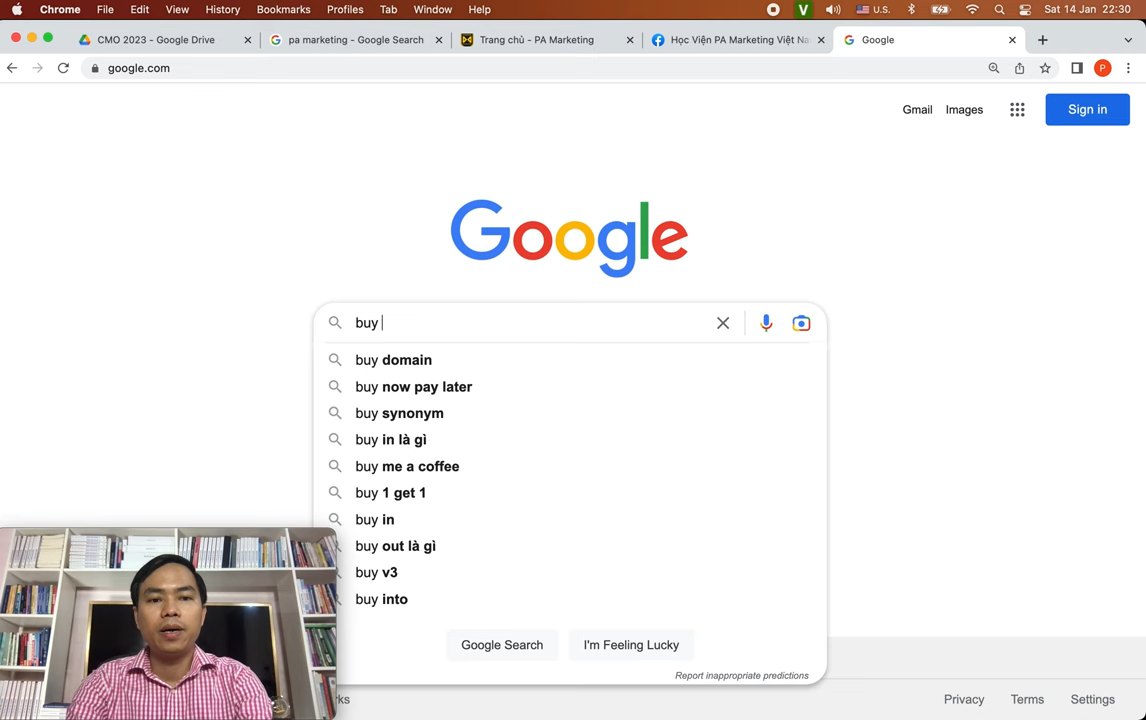 Chrome File Edit View History Bookmarks Profiles Tab Window Help V U.S. Sat 14 Jan 22:30
CMO 2023 - Google Drive pa marketing - Google Search Trang chủ - PA Marketing Học Viện PA Marketing Việt Na Google
google.com P
Gmail Images Sign in
Google
buy
buy domain
buy now pay later
buy synonym
buy in là gì
buy me a coffee
buy 1 get 1
buy in
buy out là gì
buy v3
buy into
Google Search I'm Feeling Lucky
Report inappropriate predictions
Privacy Terms Settings